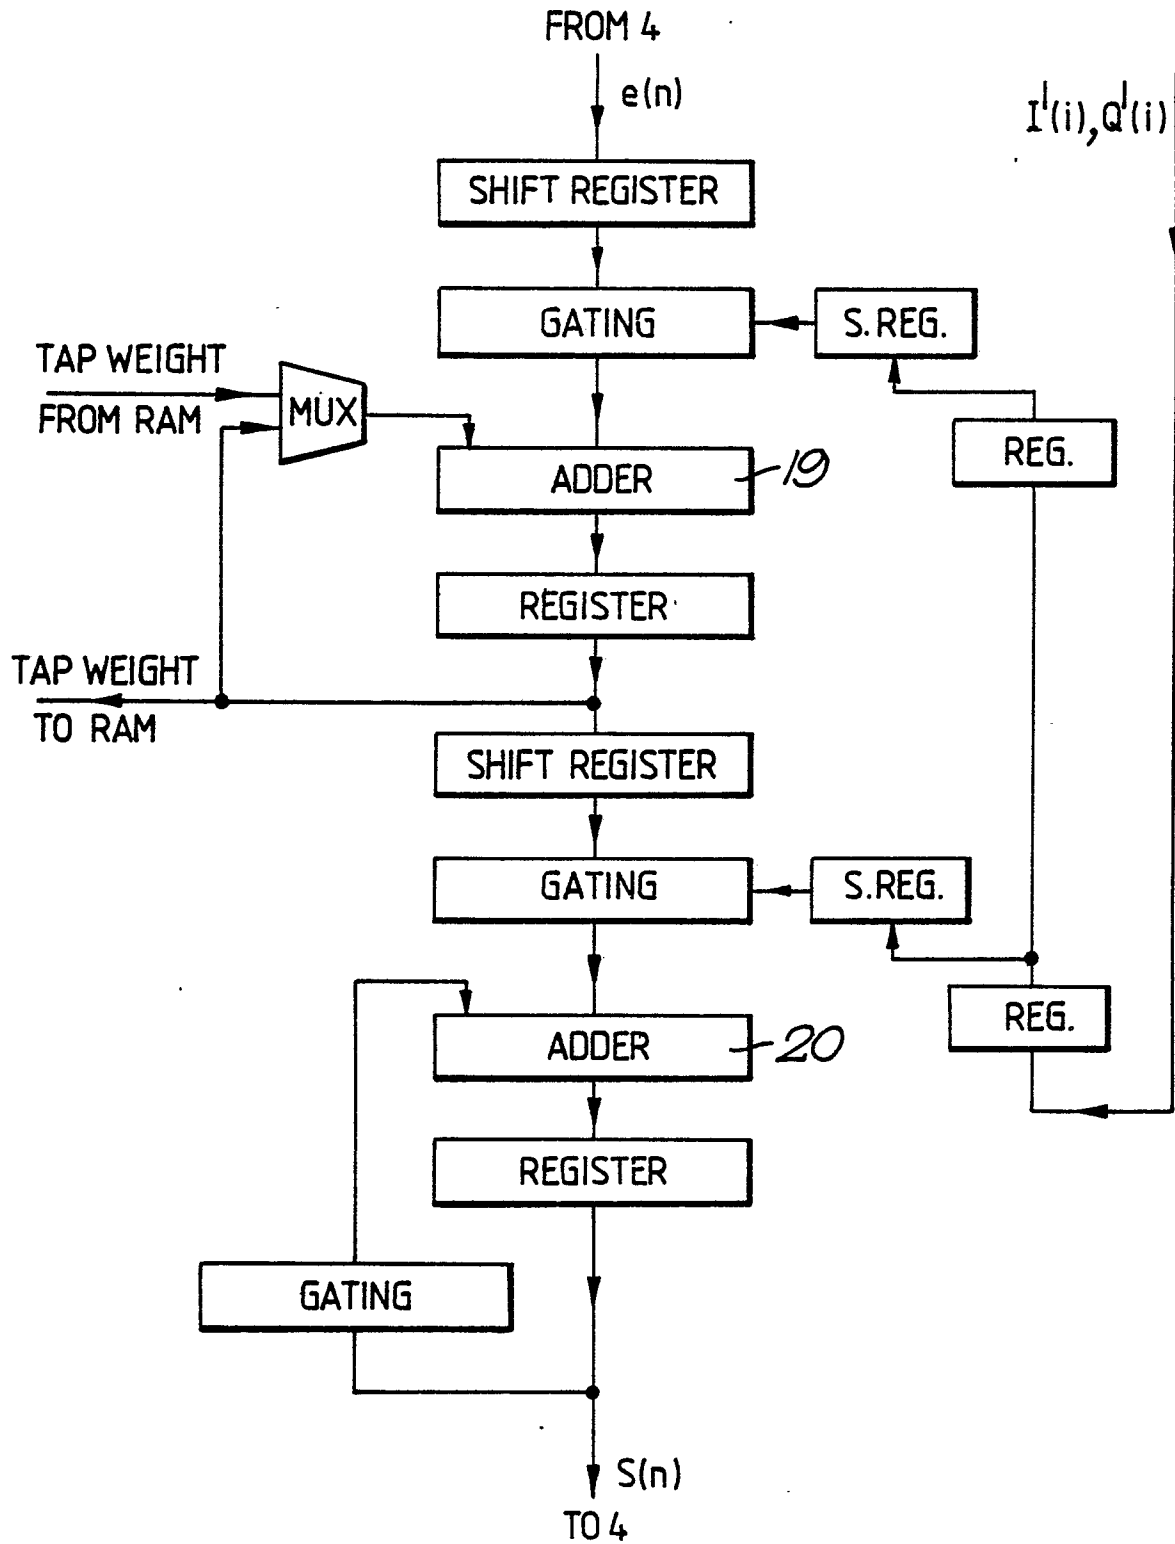 FROM 4
e(n)
I'(i), Q'(i)
SHIFT REGISTER
GATING
S. REG.
TAP WEIGHT
FROM RAM
MUX
REG.
ADDER
19
REGISTER
TAP WEIGHT
TO RAM
SHIFT REGISTER
GATING
S.REG.
REG.
ADDER
20
REGISTER
GATING
S(n)
TO 4